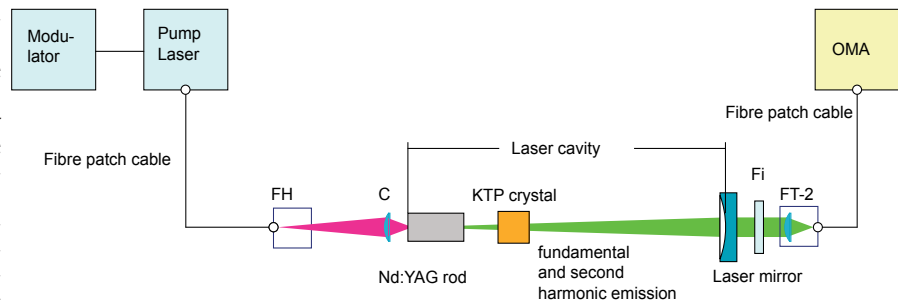 Modu-
lator
Pump
Laser
OMA
Fibre patch cable
Laser cavity
Fibre patch cable
FH
C
KTP crystal
Fi
FT-2
Nd:YAG rod
fundamental
and second
harmonic emission
Laser mirror